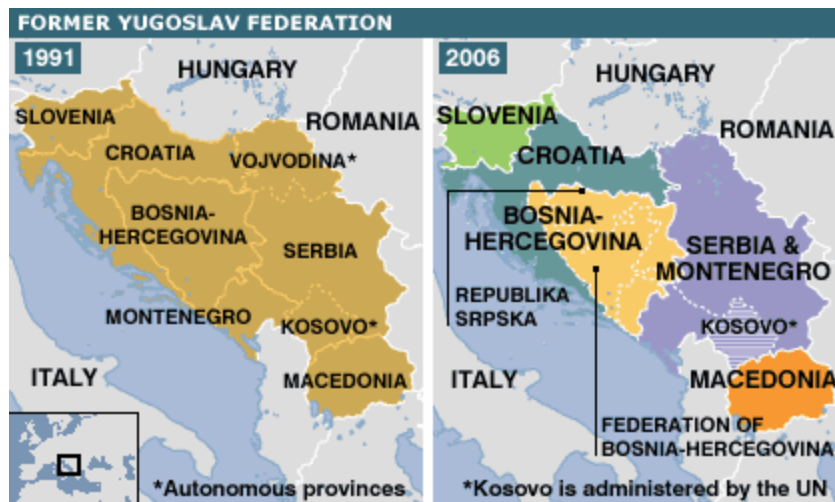 FORMER YUGOSLAV FEDERATION
1991
HUNGARY
SLOVENIA
ROMANIA
CROATIA
VOJVODINA*
BOSNIA-
HERCEGOVINA
SERBIA
MONTENEGRO
KOSOVO*
ITALY
MACEDONIA
*Autonomous provinces
2006
HUNGARY
SLOVENIA
ROMANIA
CROATIA
BOSNIA-
HERCEGOVINA
SERBIA &
MONTENEGRO
REPUBLIKA
SRPSKA
KOSOVO*
ITALY
MACEDONIA
FEDERATION OF
BOSNIA-HERCEGOVINA
*Kosovo is administered by the UN